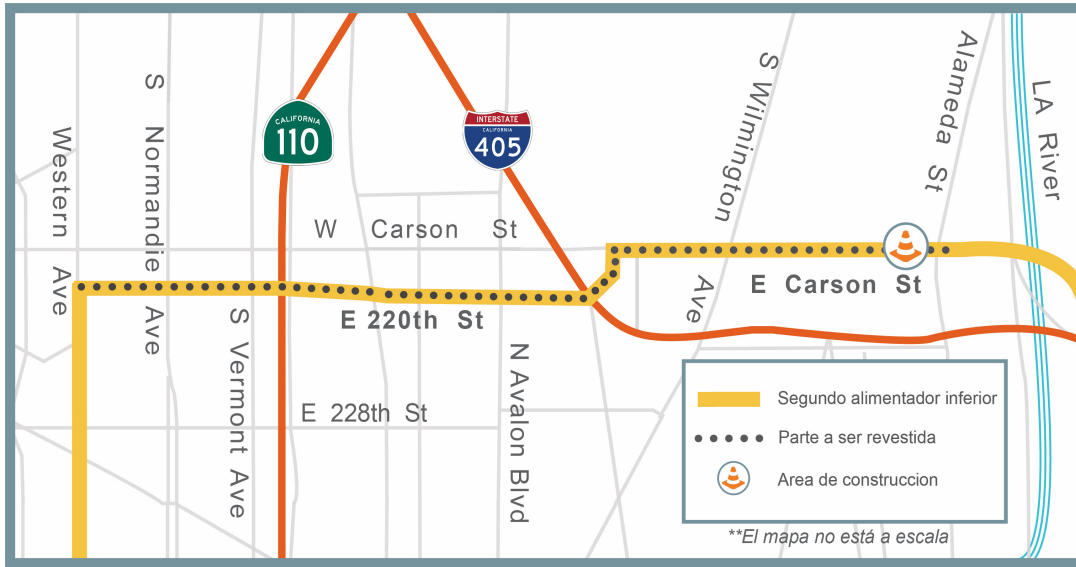 S Normandie Ave
Western Ave
CALIFORNIA
110
INTERSTATE
CALIFORNIA
405
S Wilmington Ave
Alameda St
LA River
W Carson St
E Carson St
E 220th St
S Vermont Ave
N Avalon Blvd
E 228th St
Segundo alimentador inferior
Parte a ser revestida
Area de construccion
**El mapa no está a escala